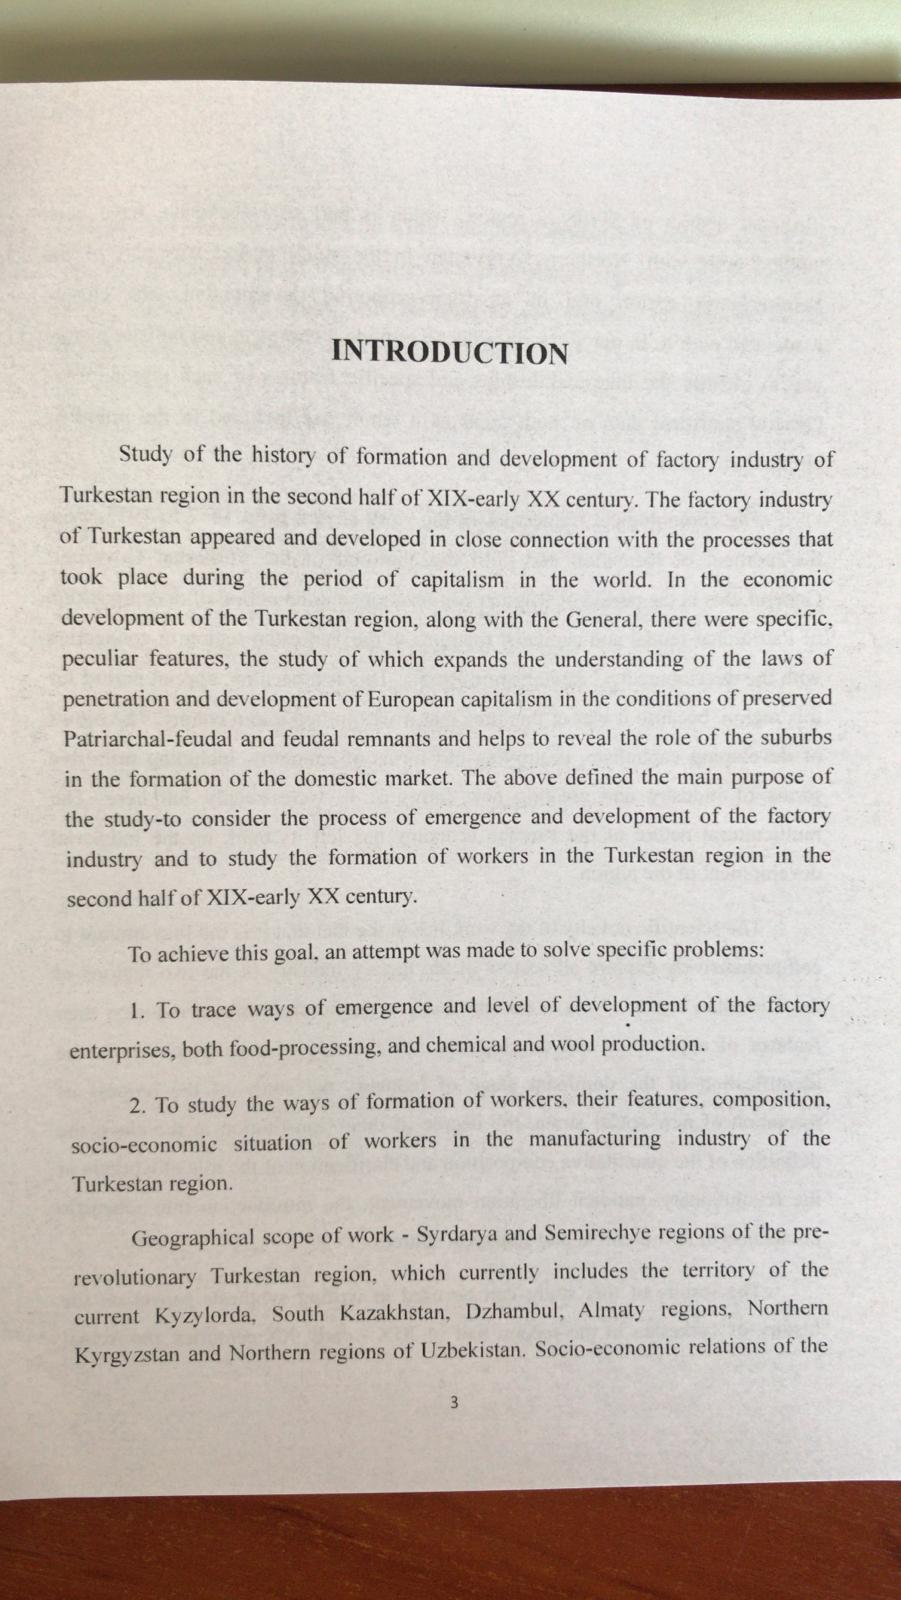 INTRODUCTION
Study of the history of formation and development of factory industry of
Turkestan region in the second half of XIX-early XX century. The factory industry
of Turkestan appeared and developed in close connection with the processes that
took place during the period of capitalism in the world. In the economic
development of the Turkestan region, along with the General, there were specific,
peculiar features, the study of which expands the understanding of the laws of
penetration and development of European capitalism in the conditions of preserved
Patriarchal-feudal and feudal remnants and helps to reveal the role of the suburbs
in the formation of the domestic market. The above defined the main purpose of
the study-to consider the process of emergence and development of the factory
industry and to study the formation of workers in the Turkestan region in the
second half of XIX-early XX century.
To achieve this goal, an attempt was made to solve specific problems:
1. To trace ways of emergence and level of development of the factory
enterprises, both food-processing, and chemical and wool production.
2. To study the ways of formation of workers, their features, composition,
socio-economic situation of workers in the manufacturing industry of the
Turkestan region.
Geographical scope of work - Syrdarya and Semirechye regions of the pre-
revolutionary Turkestan region, which currently includes the territory of the
current Kyzylorda, South Kazakhstan, Dzhambul, Almaty regions, Northern
Kyrgyzstan and Northern regions of Uzbekistan. Socio-economic relations of the
3